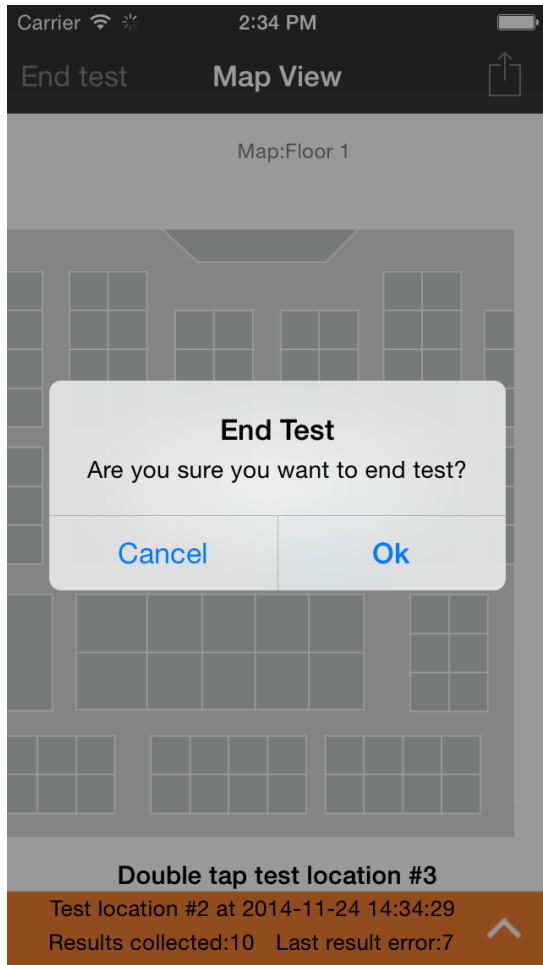 Carrier 2:34 PM
End test Map View
Map:Floor 1
End Test
Are you sure you want to end test?
Cancel Ok
Double tap test location #3
Test location #2 at 2014-11-24 14:34:29
Results collected:10 Last result error:7